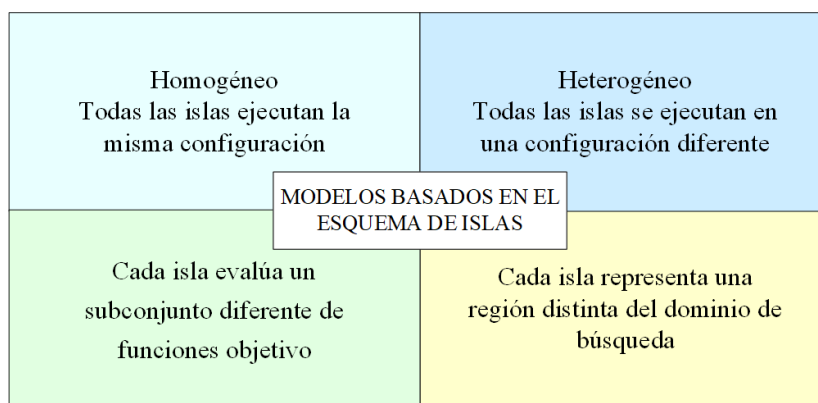 Homogéneo
Todas las islas ejecutan la
misma configuración
Heterogéneo
Todas las islas se ejecutan en
una configuración diferente
MODELOS BASADOS EN EL
ESQUEMA DE ISLAS
Cada isla evalúa un
subconjunto diferente de
funciones objetivo
Cada isla representa una
región distinta del dominio de
búsqueda